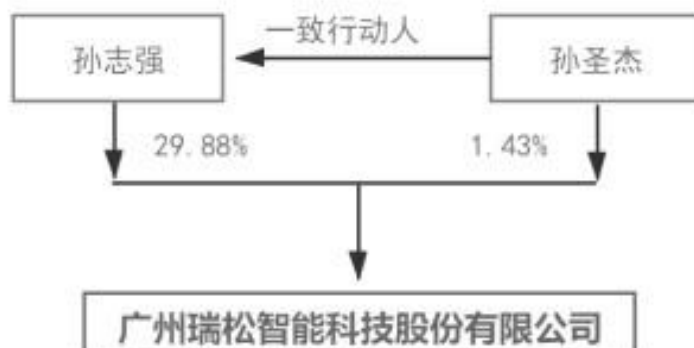 一致行动人
孙志强
孙圣杰
29.88%
1.43%
广州瑞松智能科技股份有限公司